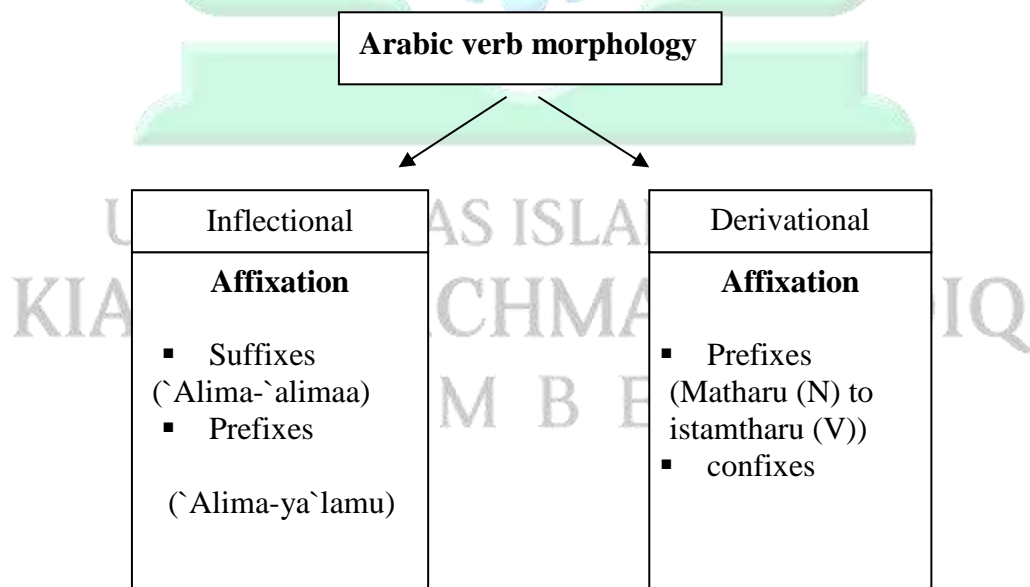 Arabic verb morphology
Inflectional
Affixation
▪ Suffixes
(`Alima-`alimaa)
▪ Prefixes
(`Alima-ya`lamu)
Derivational
Affixation
▪ Prefixes
(Matharu (N) to
istamtharu (V))
▪ confixes